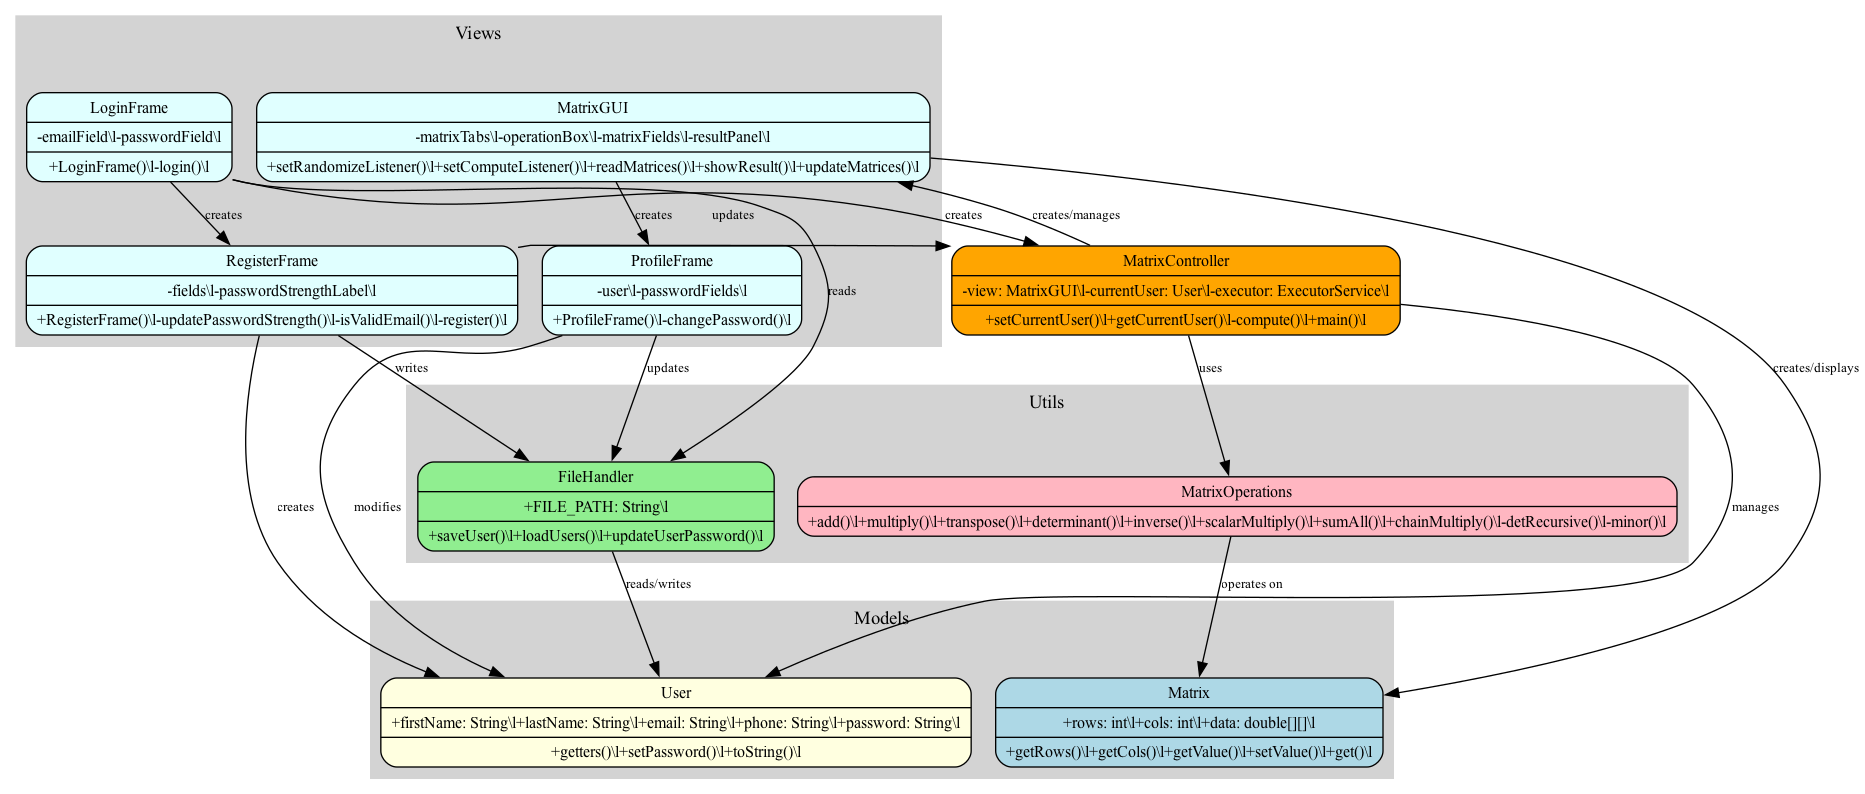 Views
LoginFrame
-emailField\l-passwordField\l
+LoginFrame()\l-login()\l
MatrixGUI
-matrixTabs\l-operationBox\l-matrixFields\l-resultPanel\l
+setRandomizeListener()\l+setComputeListener()\l+readMatrices()\l+showResult()\l+updateMatrices()\l
creates
creates
updates
creates
creates/manages
RegisterFrame
-fields\l-passwordStrengthLabel\l
+RegisterFrame()\l-updatePasswordStrength()\l-isValidEmail()\l-register()\l
ProfileFrame
-user\l-passwordFields\l
+ProfileFrame()\l-changePassword()\l
reads
MatrixController
-view: MatrixGUI\l-currentUser: User\l-executor: ExecutorService\l
+setCurrentUser()\l+getCurrentUser()\l-compute()\l+main()\l
writes
updates
uses
creates/displays
Utils
FileHandler
+FILE_PATH: String\l
+saveUser()\l+loadUsers()\l+updateUserPassword()\l
MatrixOperations
+add()\l+multiply()\l+transpose()\l+determinant()\l+inverse()\l+scalarMultiply()\l+sumAll()\l+chainMultiply()\l-detRecursive()\l-minor()\l
creates
modifies
manages
reads/writes
operates on
Models
User
+firstName: String\l+lastName: String\l+email: String\l+phone: String\l+password: String\l
+getters()\l+setPassword()\l+toString()\l
Matrix
+rows: int\l+cols: int\l+data: double[][]\l
+getRows()\l+getCols()\l+getValue()\l+setValue()\l+get()\l